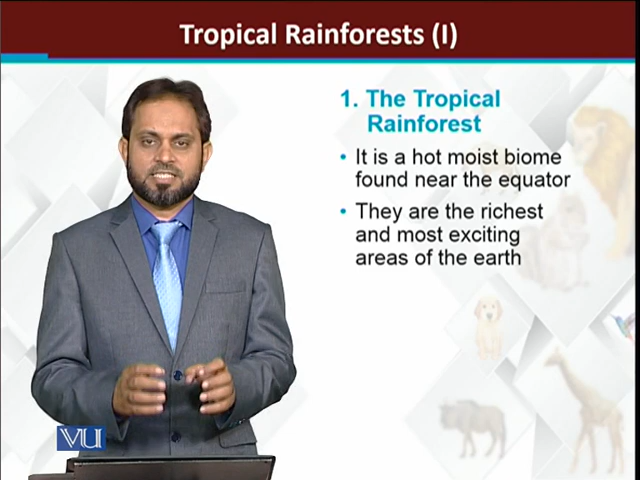 Tropical Rainforests (I)
1. The Tropical
Rainforest
• It is a hot moist biome
found near the equator
• They are the richest
and most exciting
areas of the earth
VU